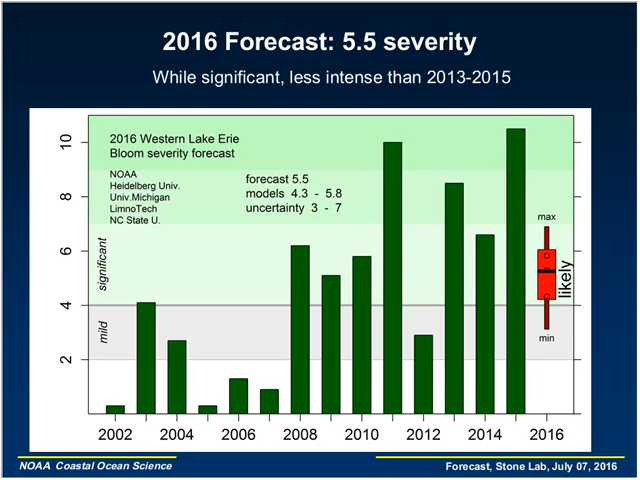 2016 Forecast: 5.5 severity
While significant, less intense than 2013-2015
2016 Western Lake Erie
Bloom severity forecast
NOAA
Heidelberg Univ.
Univ.Michigan
LimnoTech
NC State U.
forecast 5.5
models 4.3 - 5.8
uncertainty 3 - 7
10
8
6
4
2
significant
mild
max
likely
min
2002
2004
2006
2008
2010
2012
2014
2016
NOAA Coastal Ocean Science
Forecast, Stone Lab, July 07, 2016